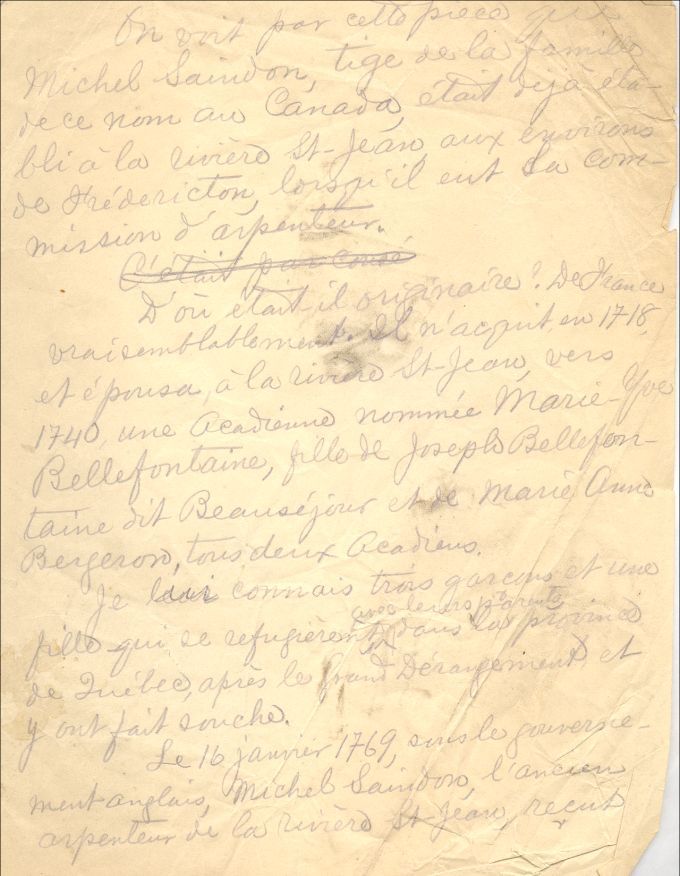 On voit par cette pièce que
Michel Saindon, tige de la famille
de ce nom au Canada, était déjà éta-
bli à la rivière St-Jean aux environs
de Frédericton, lorsqu'il eut sa com-
mission d'arpenteur.
C'était par consé
D'où était-il originaire? De France
vraisemblablement. Il n'acquit en 1718,
et épousa, à la rivière St-Jean, vers
1740, une Acadienne nommée Marie-Yve
Bellefontaine, fille de Joseph Bellefon-
taine dit Beauséjour et de Marie Anne
Bergeron, tous deux Acadiens.
Je lui connais trois garçons et une
avec leurs parents
fille qui se refugièrent, dans la province
de Québec, après le Grand Dérangement et
y ont fait souche.
Le 16 janvier 1769, sous le gouverne-
ment anglais, Michel Saindon, l'ancien
arpenteur de la rivière St-Jean, reçut